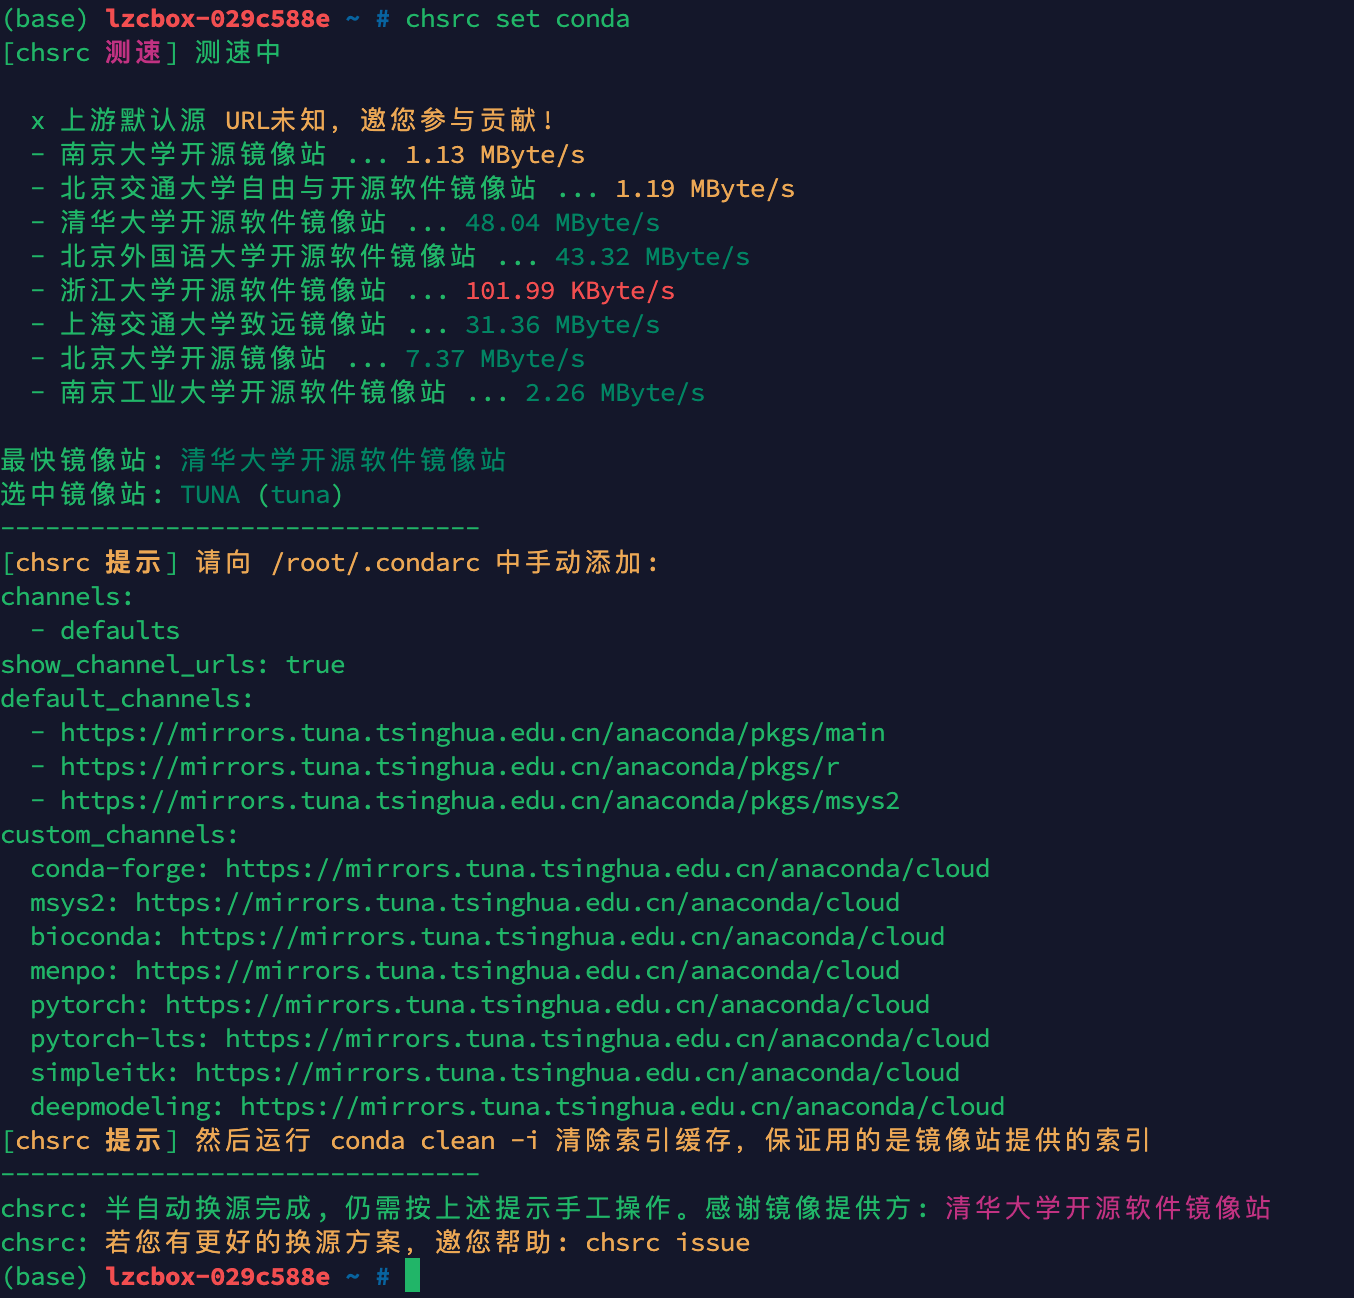 (base) lzcbox-029c588e ~ # chsrc set conda
[chsrc 测速] 测速中
x 上游默认源 URL未知, 邀您参与贡献!
- 南京大学开源镜像站 ... 1.13 MByte/s
- 北京交通大学自由与开源软件镜像站 ... 1.19 MByte/s
- 清华大学开源软件镜像站 ... 48.04 MByte/s
- 北京外国语大学开源软件镜像站 ... 43.32 MByte/s
- 浙江大学开源软件镜像站 ... 101.99 KByte/s
- 上海交通大学致远镜像站 ... 31.36 MByte/s
- 北京大学开源镜像站 ... 7.37 MByte/s
- 南京工业大学开源软件镜像站 ... 2.26 MByte/s
最快镜像站: 清华大学开源软件镜像站
选中镜像站: TUNA (tuna)
--------------------------------
[chsrc 提示] 请向 /root/.condarc 中手动添加:
channels:
  - defaults
show_channel_urls: true
default_channels:
  - https://mirrors.tuna.tsinghua.edu.cn/anaconda/pkgs/main
  - https://mirrors.tuna.tsinghua.edu.cn/anaconda/pkgs/r
  - https://mirrors.tuna.tsinghua.edu.cn/anaconda/pkgs/msys2
custom_channels:
  conda-forge: https://mirrors.tuna.tsinghua.edu.cn/anaconda/cloud
  msys2: https://mirrors.tuna.tsinghua.edu.cn/anaconda/cloud
  bioconda: https://mirrors.tuna.tsinghua.edu.cn/anaconda/cloud
  menpo: https://mirrors.tuna.tsinghua.edu.cn/anaconda/cloud
  pytorch: https://mirrors.tuna.tsinghua.edu.cn/anaconda/cloud
  pytorch-lts: https://mirrors.tuna.tsinghua.edu.cn/anaconda/cloud
  simpleitk: https://mirrors.tuna.tsinghua.edu.cn/anaconda/cloud
  deepmodeling: https://mirrors.tuna.tsinghua.edu.cn/anaconda/cloud
[chsrc 提示] 然后运行 conda clean -i 清除索引缓存, 保证用的是镜像站提供的索引
--------------------------------
chsrc: 半自动换源完成, 仍需按上述提示手工操作。感谢镜像提供方: 清华大学开源软件镜像站
chsrc: 若您有更好的换源方案, 邀您帮助: chsrc issue
(base) lzcbox-029c588e ~ #